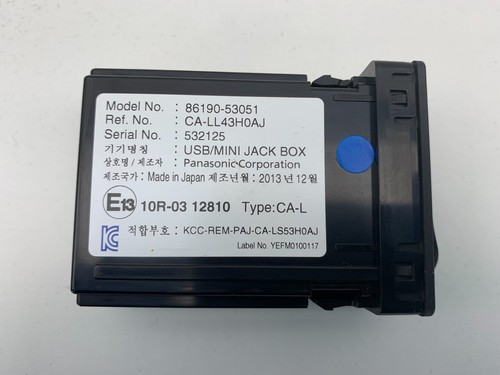 Model No. : 86190-53051
Ref. No. : CA-LL43H0AJ
Serial No. : 532125
기기명칭 : USB/MINI JACK BOX
상호명 / 제조자 : Panasonic Corporation
제조국가: Made in Japan 제조년월 : 2013 년 12 월
E13 10R-03 12810 Type: CA-L
적합부호 : KCC-REM-PAJ-CA-LS53H0AJ
Label No. YEFM0100117